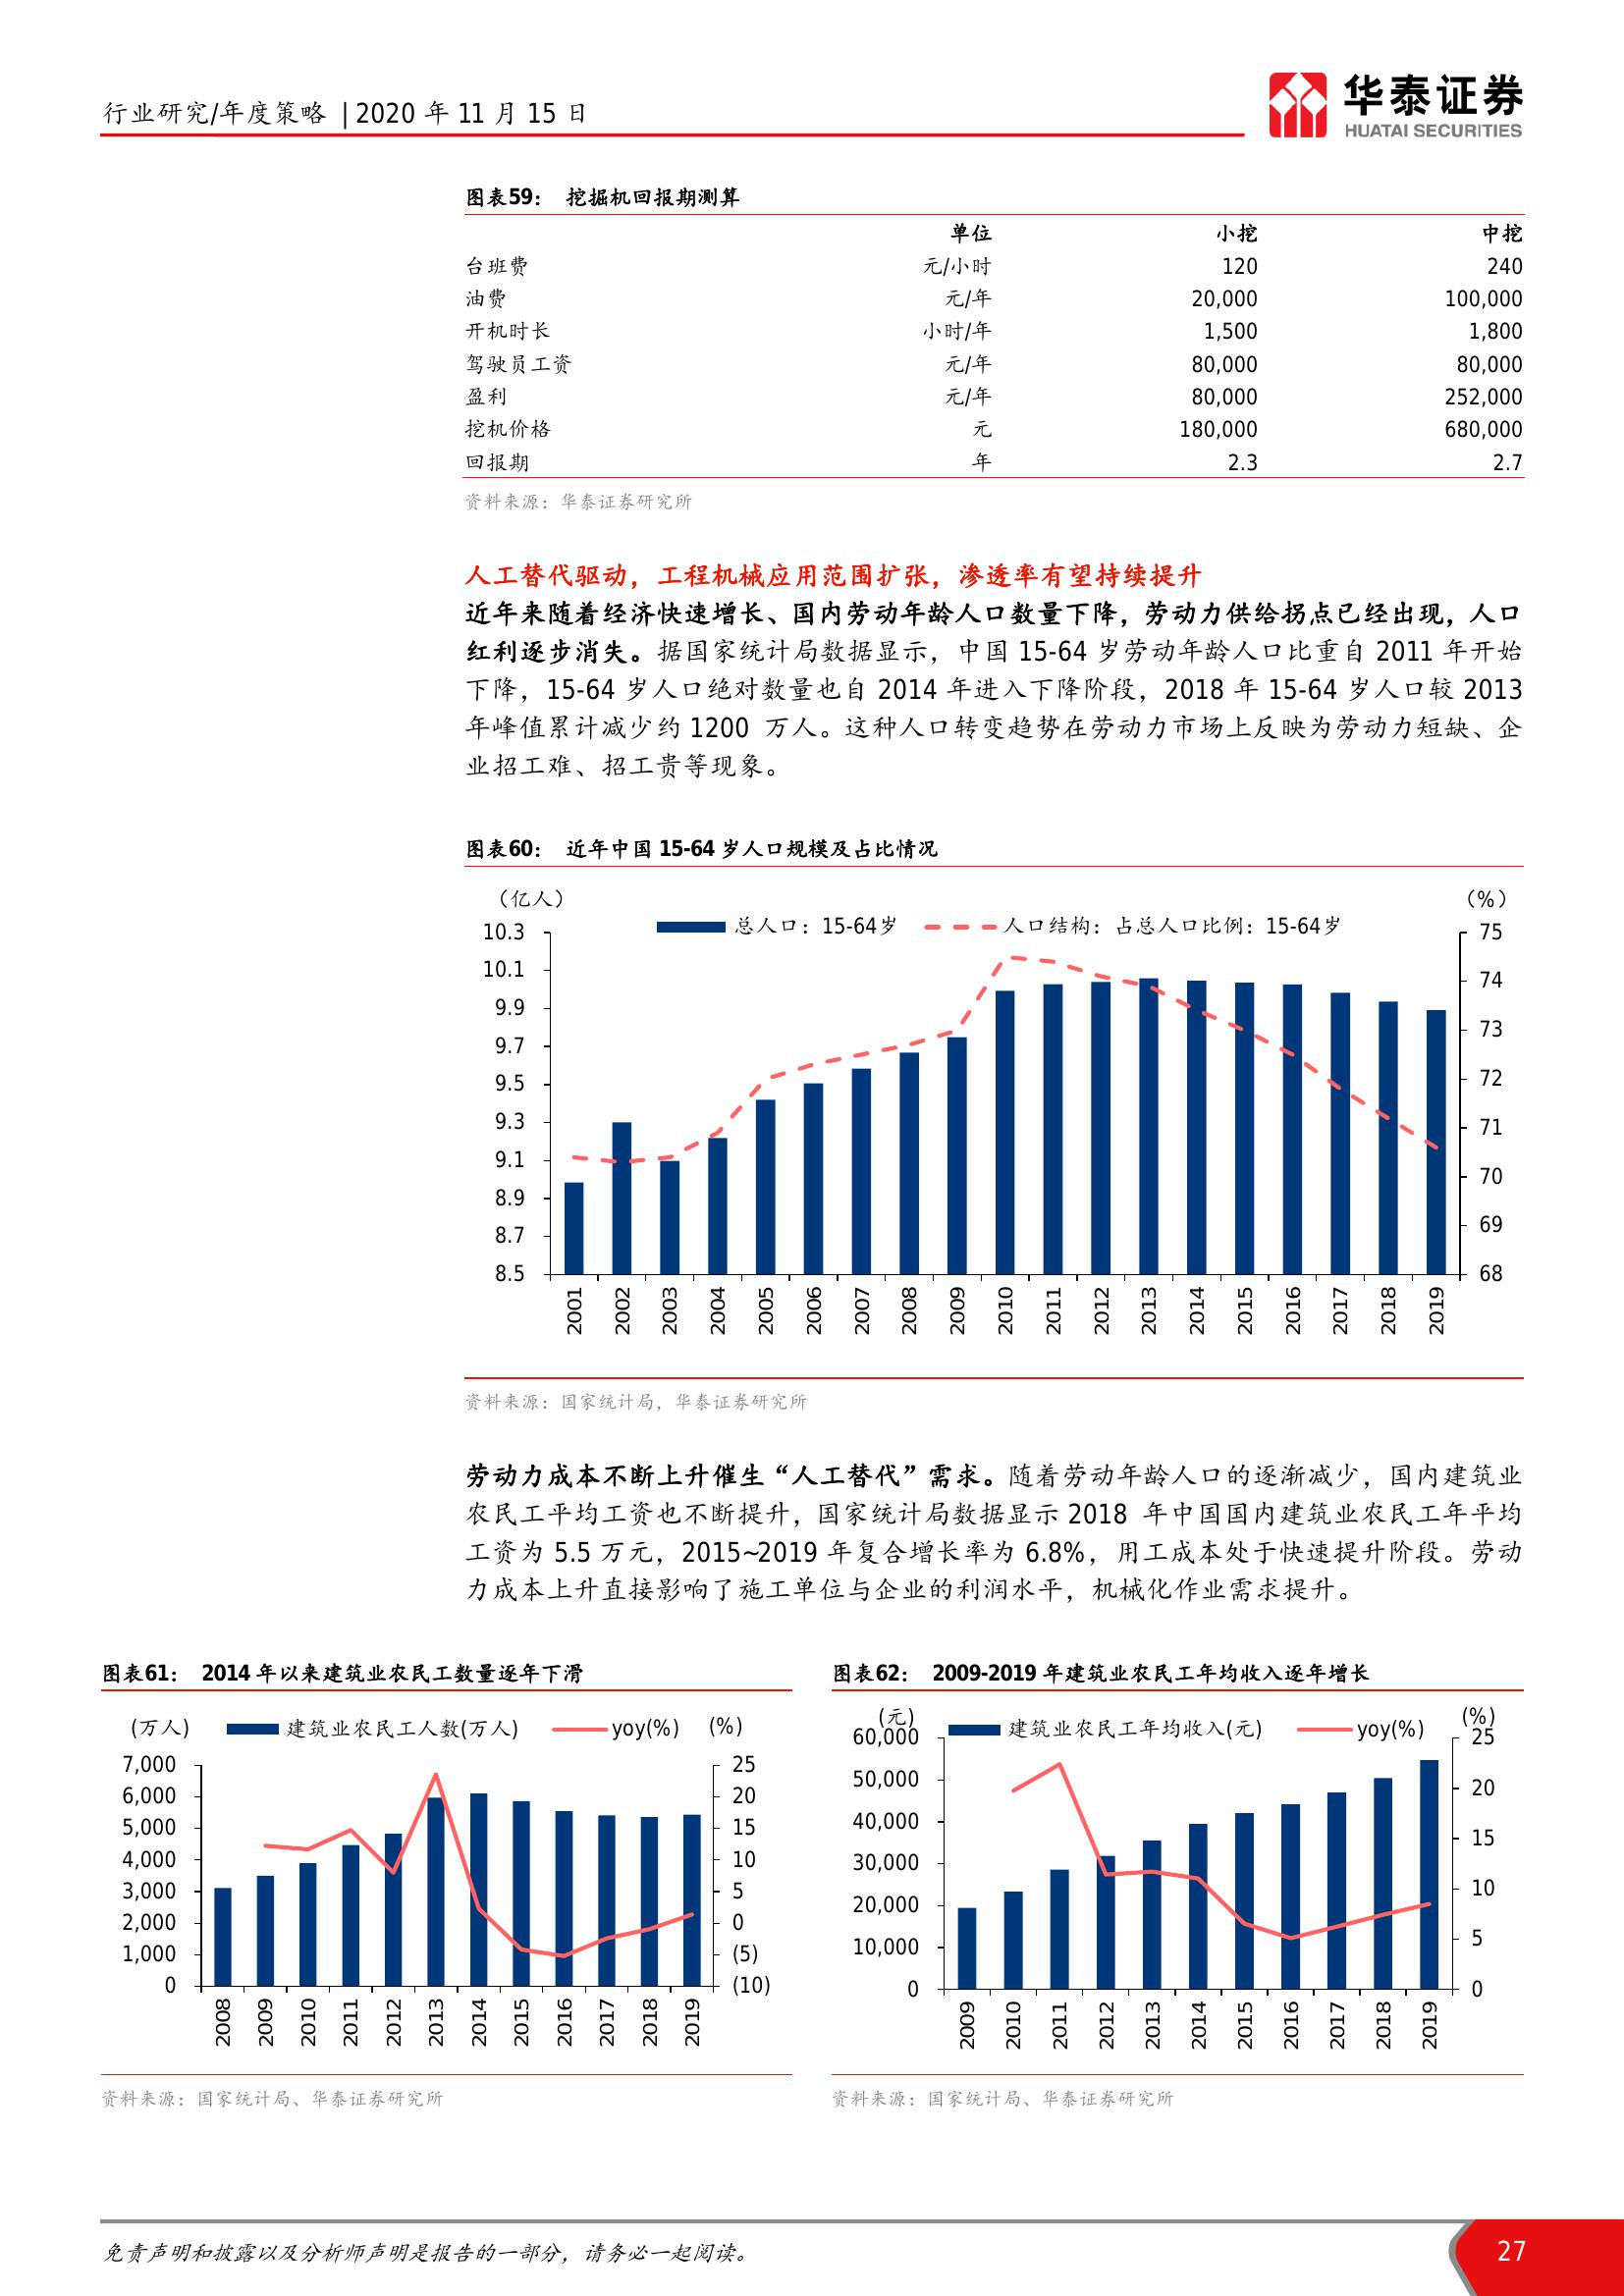 行业研究/年度策略 | 2020 年 11 月 15 日
华泰证券
HUATAI SECURITIES
图表59： 挖掘机回报期测算
单位 小挖 中挖
台班费 元/小时 120 240
油费 元/年 20,000 100,000
开机时长 小时/年 1,500 1,800
驾驶员工资 元/年 80,000 80,000
盈利 元/年 80,000 252,000
挖机价格 元 180,000 680,000
回报期 年 2.3 2.7
资料来源：华泰证券研究所
人工替代驱动，工程机械应用范围扩张，渗透率有望持续提升
近年来随着经济快速增长、国内劳动年龄人口数量下降，劳动力供给拐点已经出现，人口
红利逐步消失。据国家统计局数据显示，中国 15-64 岁劳动年龄人口比重自 2011 年开始
下降，15-64 岁人口绝对数量也自 2014 年进入下降阶段，2018 年 15-64 岁人口较 2013
年峰值累计减少约 1200 万人。这种人口转变趋势在劳动力市场上反映为劳动力短缺、企
业招工难、招工贵等现象。
图表60： 近年中国 15-64 岁人口规模及占比情况
（亿人） （%）
总人口：15-64岁 人口结构：占总人口比例：15-64岁
10.3 75
10.1 74
9.9
9.7 73
9.5 72
9.3 71
9.1 70
8.9
8.7 69
8.5 68
2001 2002 2003 2004 2005 2006 2007 2008 2009 2010 2011 2012 2013 2014 2015 2016 2017 2018 2019
资料来源：国家统计局，华泰证券研究所
劳动力成本不断上升催生“人工替代”需求。随着劳动年龄人口的逐渐减少，国内建筑业
农民工平均工资也不断提升，国家统计局数据显示 2018 年中国国内建筑业农民工年平均
工资为 5.5 万元，2015~2019 年复合增长率为 6.8%，用工成本处于快速提升阶段。劳动
力成本上升直接影响了施工单位与企业的利润水平，机械化作业需求提升。
图表61： 2014 年以来建筑业农民工数量逐年下滑
(万人) 建筑业农民工人数(万人) yoy(%) (%)
7,000 25
6,000 20
5,000 15
4,000 10
3,000 5
2,000 0
1,000 (5)
0 (10)
2008 2009 2010 2011 2012 2013 2014 2015 2016 2017 2018 2019
资料来源：国家统计局、华泰证券研究所
图表62： 2009-2019 年建筑业农民工年均收入逐年增长
(元) 建筑业农民工年均收入(元) yoy(%) (%)
60,000 25
50,000 20
40,000 15
30,000
20,000 10
10,000 5
0 0
2009 2010 2011 2012 2013 2014 2015 2016 2017 2018 2019
资料来源：国家统计局、华泰证券研究所
免责声明和披露以及分析师声明是报告的一部分，请务必一起阅读。
27